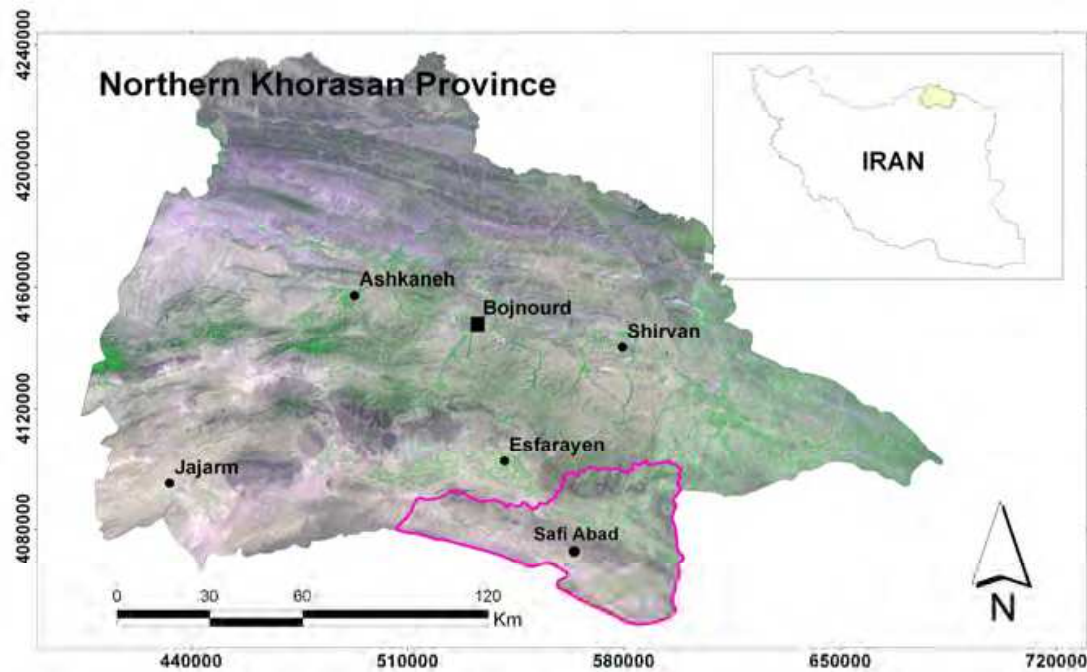 Northern Khorasan Province
IRAN
Ashkaneh
Bojnourd
Shirvan
Esfarayen
Jajarm
Safi Abad
0 30 60 120
Km
N
4240000
4200000
4160000
4120000
4080000
440000 510000 580000 650000 720000